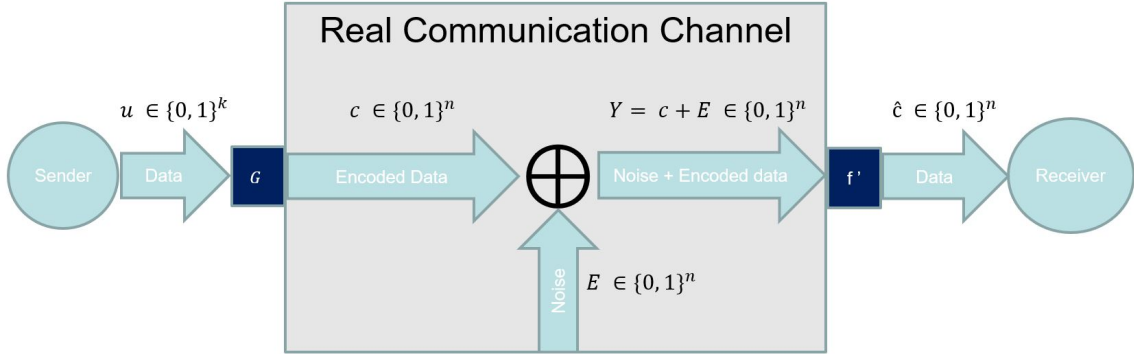 Real Communication Channel
u ∈ {0, 1}ᵏ
c ∈ {0, 1}ⁿ
Y = c + E ∈ {0, 1}ⁿ
ĉ ∈ {0, 1}ⁿ
Sender
Data
G
Encoded Data
Noise + Encoded data
f '
Data
Receiver
Noise
E ∈ {0, 1}ⁿ